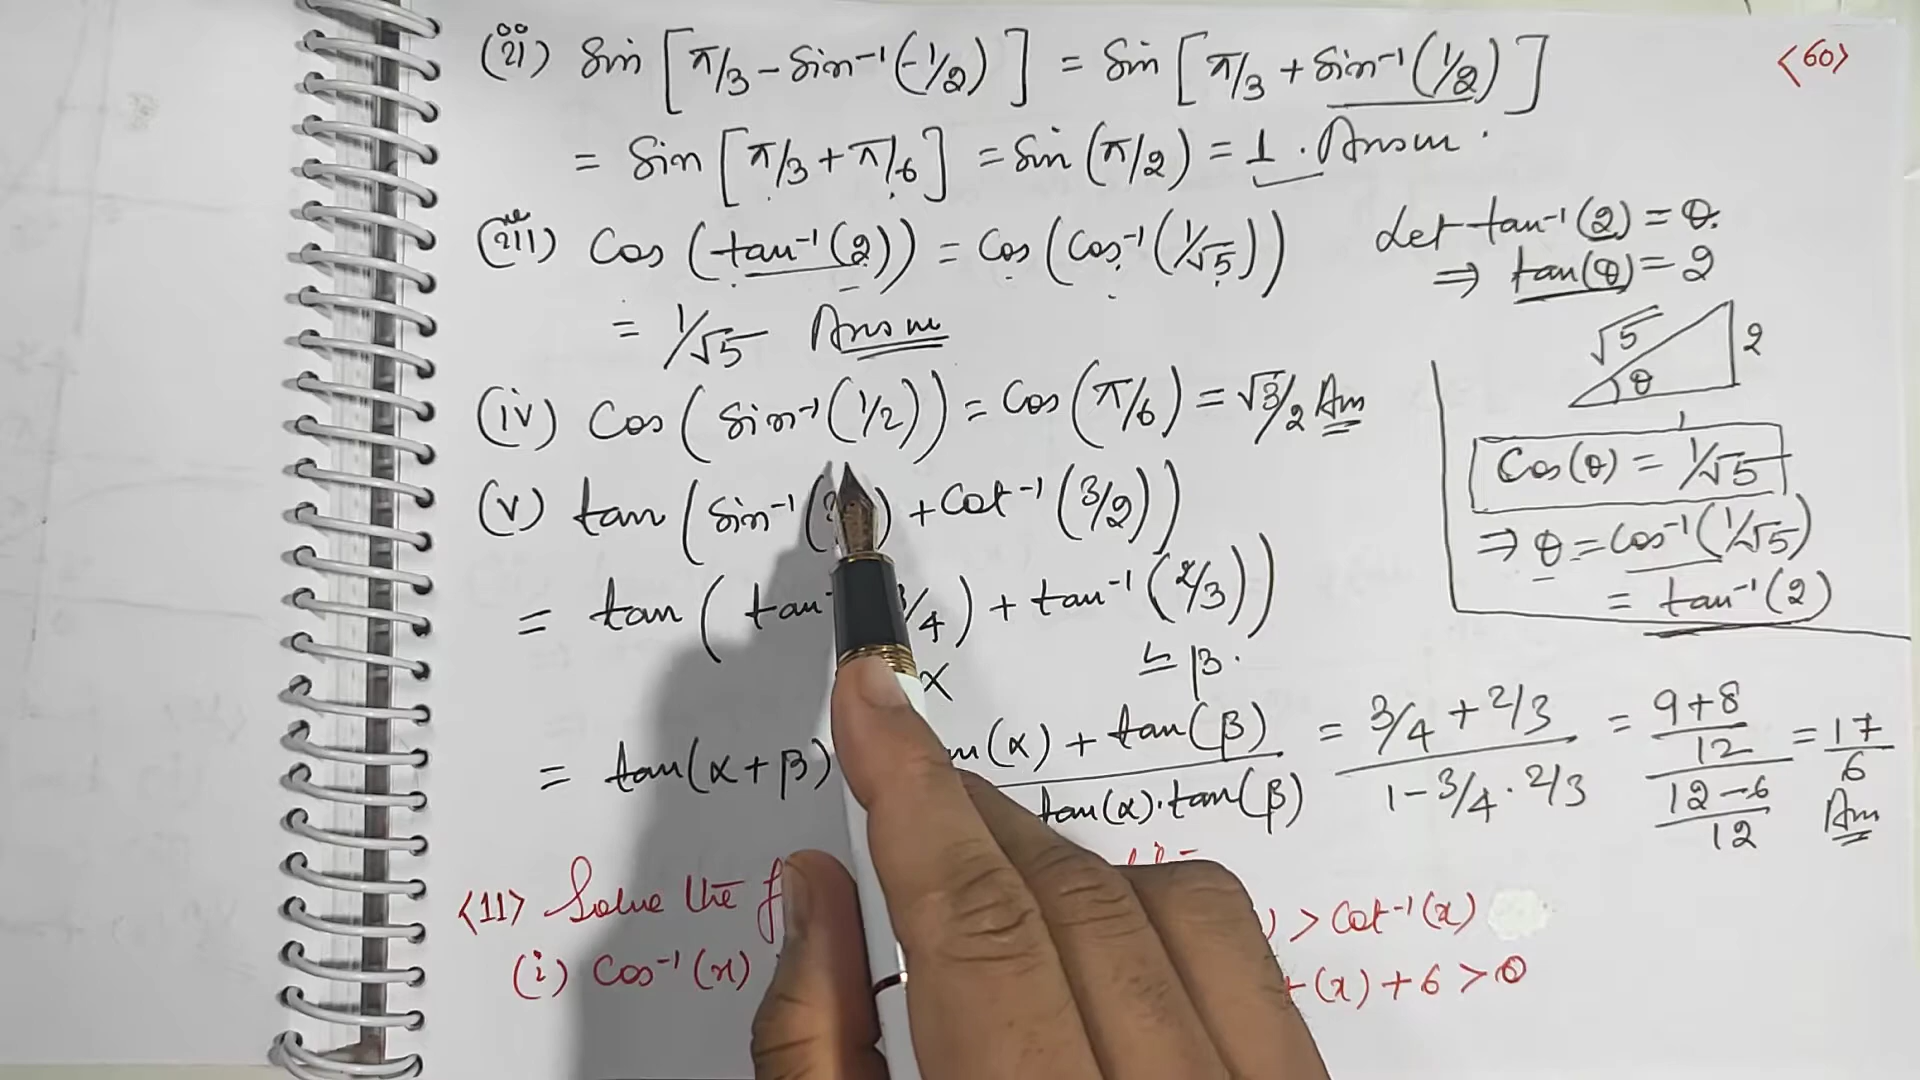 (ii) Sin [π/3 - Sin⁻¹(-1/2)] = Sin [π/3 + Sin⁻¹(1/2)]
<60>
= Sin [π/3 + π/6] = Sin (π/2) = 1. Answer.
(iii) Cos (tan⁻¹(2)) = Cos (Cos⁻¹(1/√5))
= 1/√5 Answer
Let tan⁻¹(2) = θ.
⇒ tan(θ) = 2
√5
2
θ
1
Cos(θ) = 1/√5
⇒ θ = Cos⁻¹(1/√5)
= tan⁻¹(2)
(iv) Cos (Sin⁻¹(1/2)) = Cos (π/6) = √3/2 Ans
(v) tan (Sin⁻¹( ) + Cot⁻¹(3/2))
= tan (tan⁻ /4) + tan⁻¹(2/3))
α
↳ β.
= tan(α+β) n(α) + tan(β) = 3/4 + 2/3 = 9+8 = 17
12 6
tan(α)·tan(β) 1 - 3/4 · 2/3 12-6 Ans
12
<11> Solve the ) > Cot⁻¹(x)
(i) Cos⁻¹(x) (x) + 6 > 0